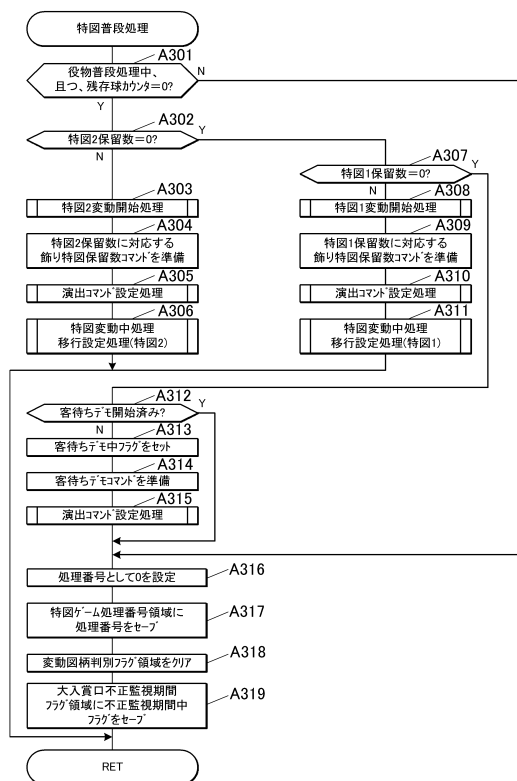 特図普段処理
A301
役物普段処理中、
且つ、残存球カウンタ=0?
N
Y
A302
特図2保留数=0?
Y
N
A307
特図1保留数=0?
Y
N
A303
特図2変動開始処理
A304
特図2保留数に対応する
飾り特図保留数コマンドを準備
A305
演出コマンド設定処理
A306
特図変動中処理
移行設定処理(特図2)
A308
特図1変動開始処理
A309
特図1保留数に対応する
飾り特図保留数コマンドを準備
A310
演出コマンド設定処理
A311
特図変動中処理
移行設定処理(特図1)
A312
客待ちデモ開始済み?
Y
N
A313
客待ちデモ中フラグをセット
A314
客待ちデモコマンドを準備
A315
演出コマンド設定処理
処理番号として0を設定
A316
特図ゲーム処理番号領域に
処理番号をセーブ
A317
変動図柄判別フラグ領域をクリア
A318
大入賞口不正監視期間
フラグ領域に不正監視期間中
フラグをセーブ
A319
RET